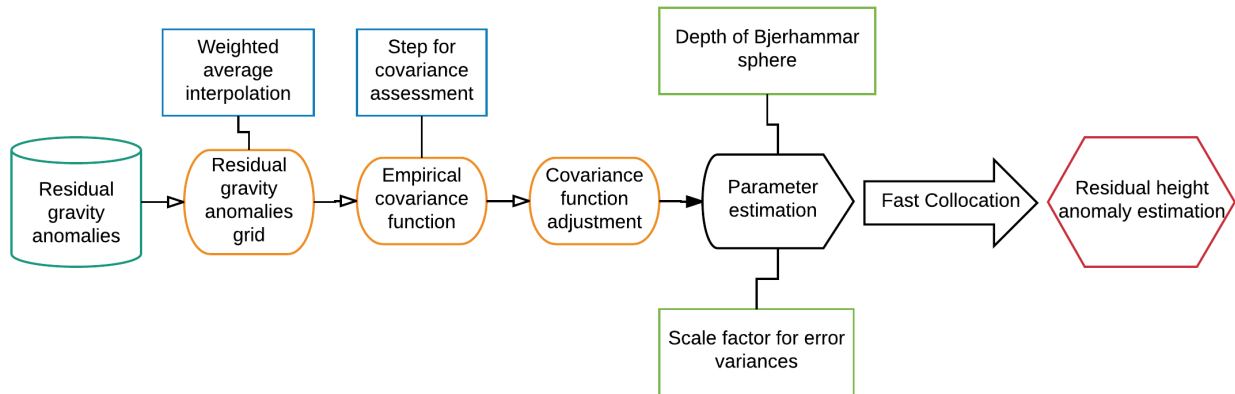 Weighted
average
interpolation
Step for
covariance
assessment
Depth of Bjerhammar
sphere
Residual
gravity
anomalies
Residual
gravity
anomalies
grid
Empirical
covariance
function
Covariance
function
adjustment
Parameter
estimation
Fast Collocation
Residual height
anomaly estimation
Scale factor for error
variances